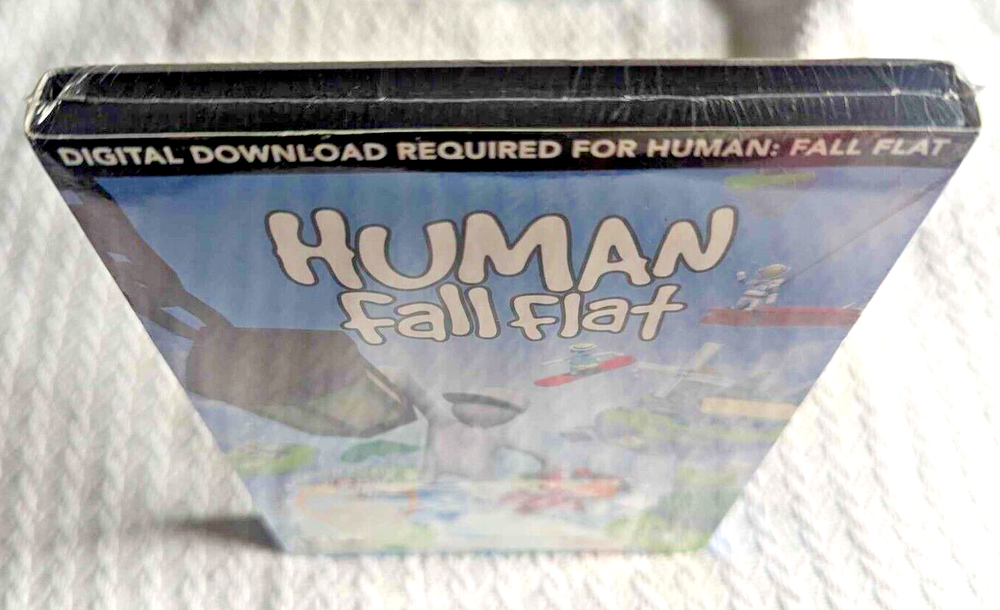 DIGITAL DOWNLOAD REQUIRED FOR HUMAN: FALL FLAT
HUMAN
fall flat